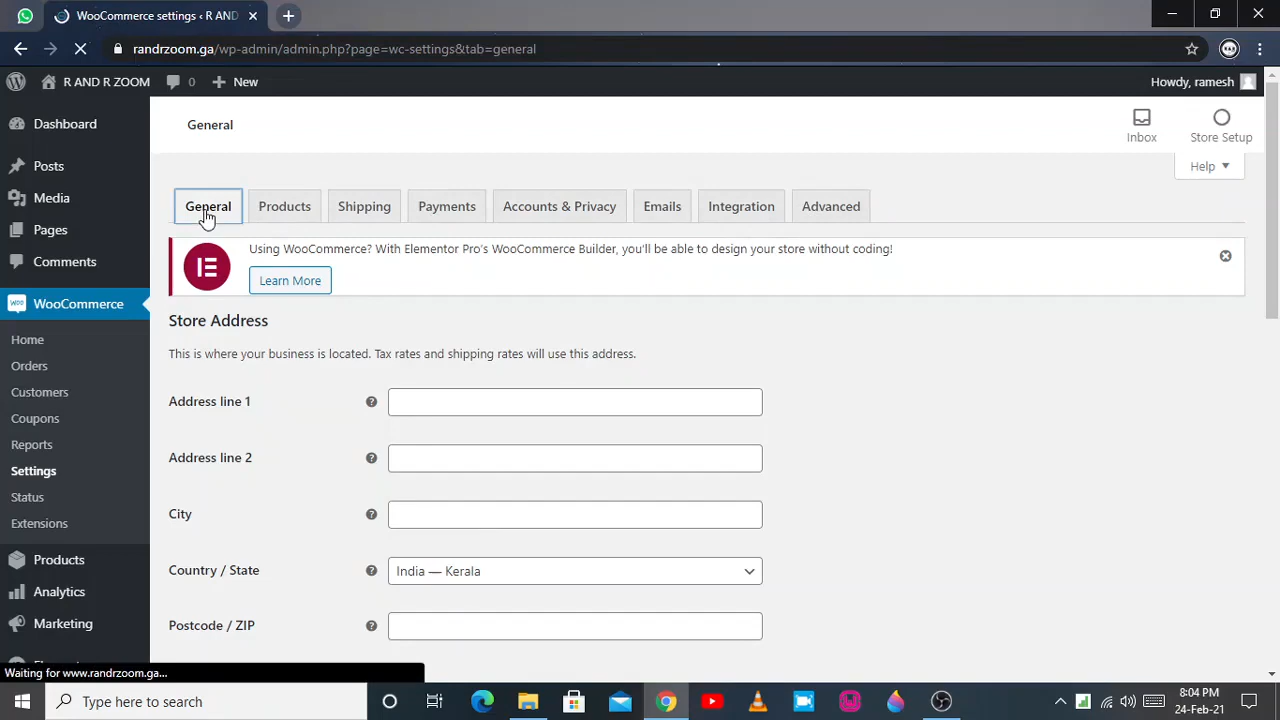 WooCommerce settings ‹ R AND R
randrzoom.ga/wp-admin/admin.php?page=wc-settings&tab=general
R AND R ZOOM 0 New Howdy, ramesh
General
Inbox
Store Setup
Help
Dashboard
Posts
Media
Pages
Comments
WooCommerce
Home
Orders
Customers
Coupons
Reports
Settings
Status
Extensions
Products
Analytics
Marketing
General Products Shipping Payments Accounts & Privacy Emails Integration Advanced
Using WooCommerce? With Elementor Pro's WooCommerce Builder, you'll be able to design your store without coding!
Learn More
Store Address
This is where your business is located. Tax rates and shipping rates will use this address.
Address line 1
Address line 2
City
Country / State India — Kerala
Postcode / ZIP
Waiting for www.randrzoom.ga...
Type here to search
8:04 PM
24-Feb-21